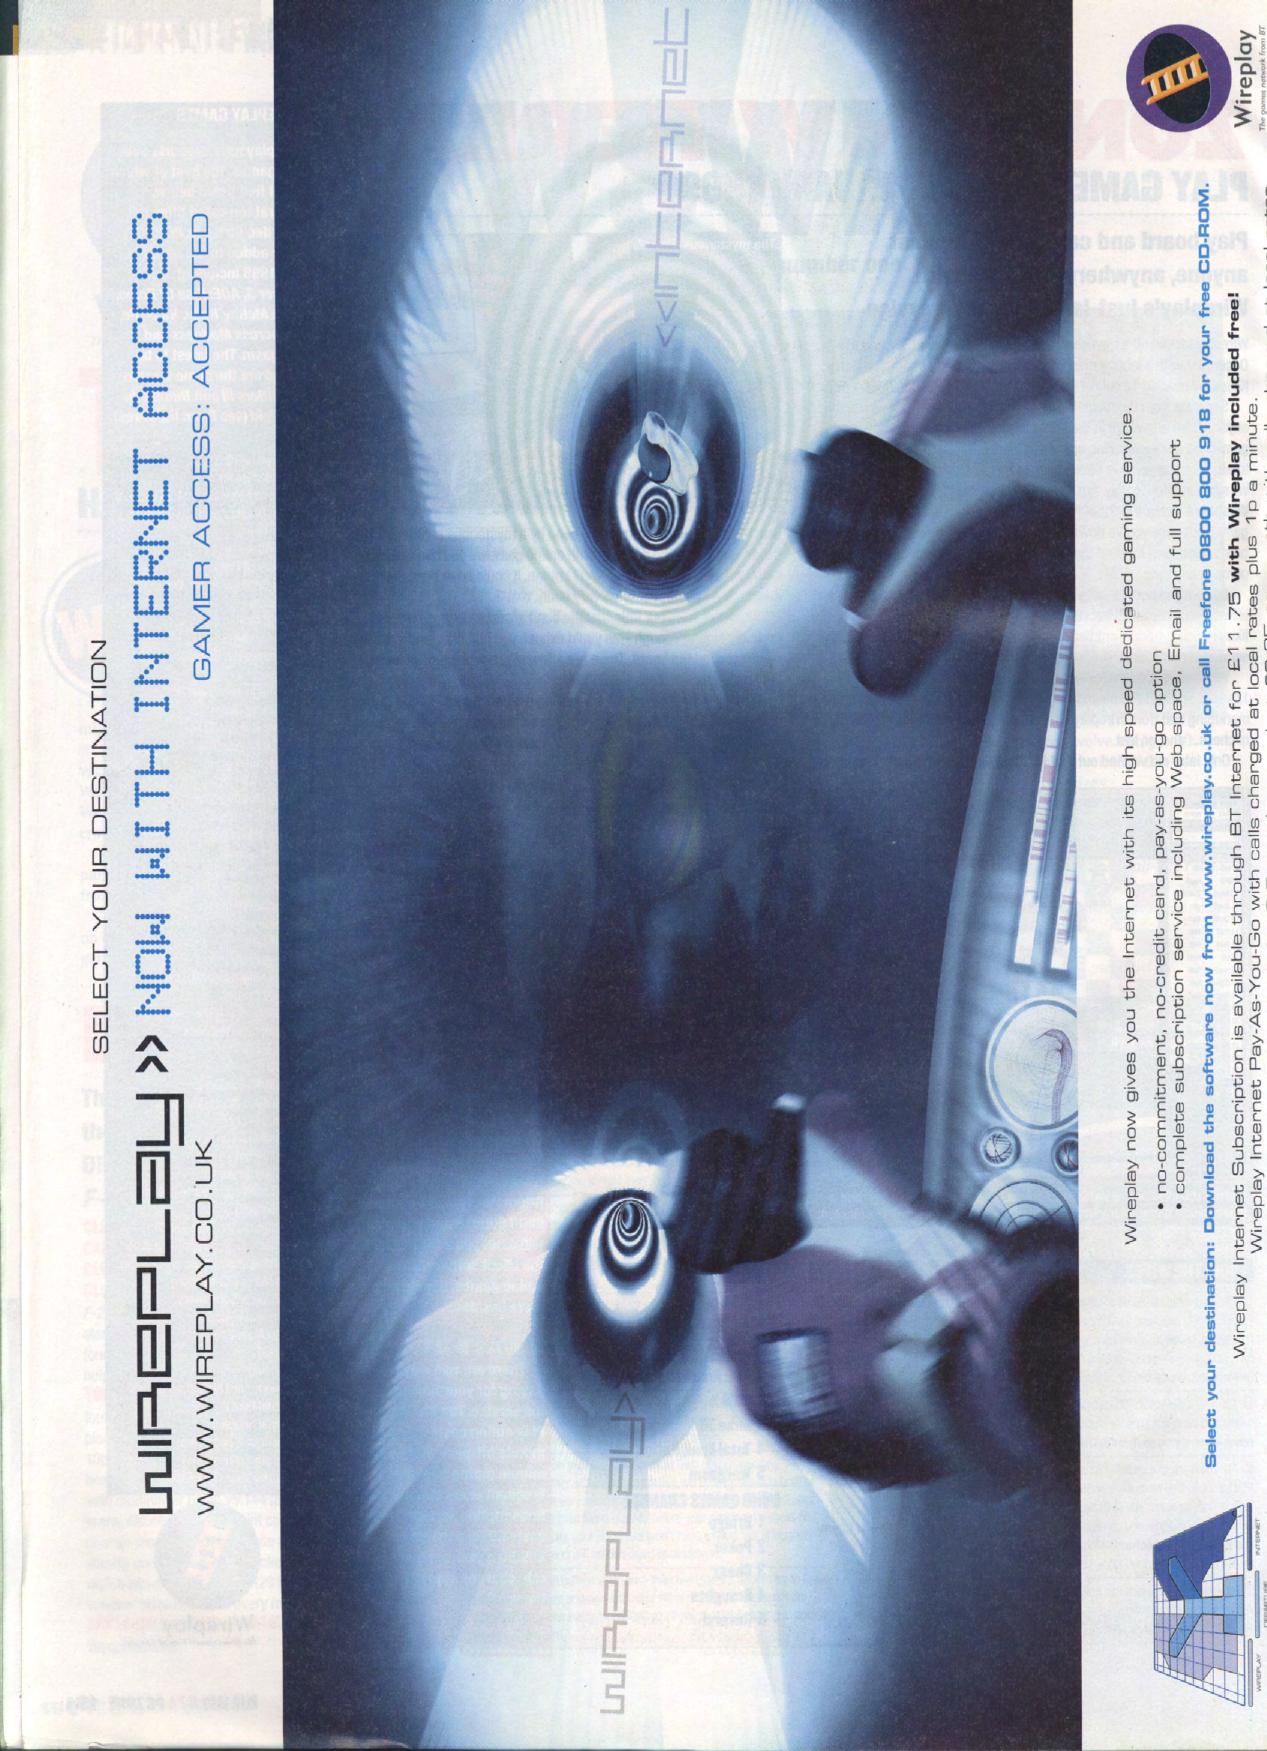 SELECT YOUR DESTINATION
WIREPLAY >> NOW WITH INTERNET ACCESS
WWW.WIREPLAY.CO.UK
GAMER ACCESS: ACCEPTED
WIREPLAY>
<<INTERNET
Wireplay now gives you the Internet with its high speed dedicated gaming service.
• no-commitment, no-credit card, pay-as-you-go option
• complete subscription service including Web space, Email and full support
Select your destination: Download the software now from www.wireplay.co.uk or call Freefone 0800 800 918 for your free CD-ROM.
Wireplay Internet Subscription is available through BT Internet for £11.75 with Wireplay included free!
Wireplay Internet Pay-As-You-Go with calls charged at local rates plus 1p a minute.
WIREPLAY
DEPARTURE
INTERNET
Wireplay
The games network from BT